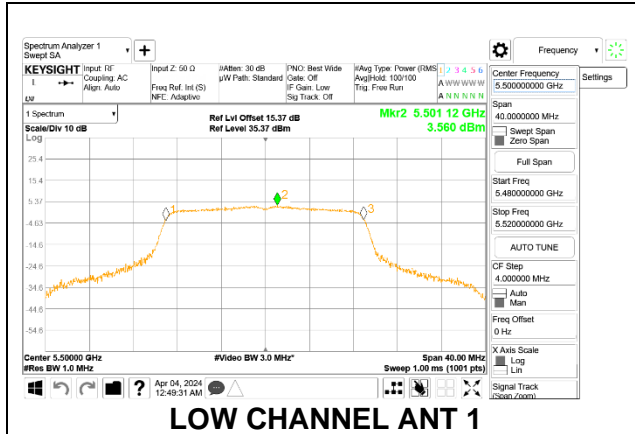 Spectrum Analyzer 1
Swept SA
Frequency
KEYSIGHT
Input: RF
Coupling: AC
Align: Auto
Input Z: 50 Ω
Freq Ref: Int (S)
NFE: Adaptive
#Atten: 30 dB
µW Path: Standard
PNO: Best Wide
Gate: Off
IF Gain: Low
Sig Track: Off
#Avg Type: Power (RMS
Avg|Hold: 100/100
Trig: Free Run
1 2 3 4 5 6
A W W W W W
A N N N N N
1 Spectrum
Scale/Div 10 dB
Log
Ref Lvl Offset 15.37 dB
Ref Level 35.37 dBm
Mkr2 5.501 12 GHz
3.560 dBm
25.4
15.4
5.37
-4.63
-14.6
-24.6
-34.6
-44.6
-54.6
1
2
3
Center 5.50000 GHz
#Res BW 1.0 MHz
#Video BW 3.0 MHz*
Span 40.00 MHz
Sweep 1.00 ms (1001 pts)
Apr 04, 2024
12:49:31 AM
Center Frequency
5.500000000 GHz
Settings
Span
40.0000000 MHz
Swept Span
Zero Span
Full Span
Start Freq
5.480000000 GHz
Stop Freq
5.520000000 GHz
AUTO TUNE
CF Step
4.000000 MHz
Auto
Man
Freq Offset
0 Hz
X Axis Scale
Log
Lin
Signal Track
(Span Zoom)
LOW CHANNEL ANT 1